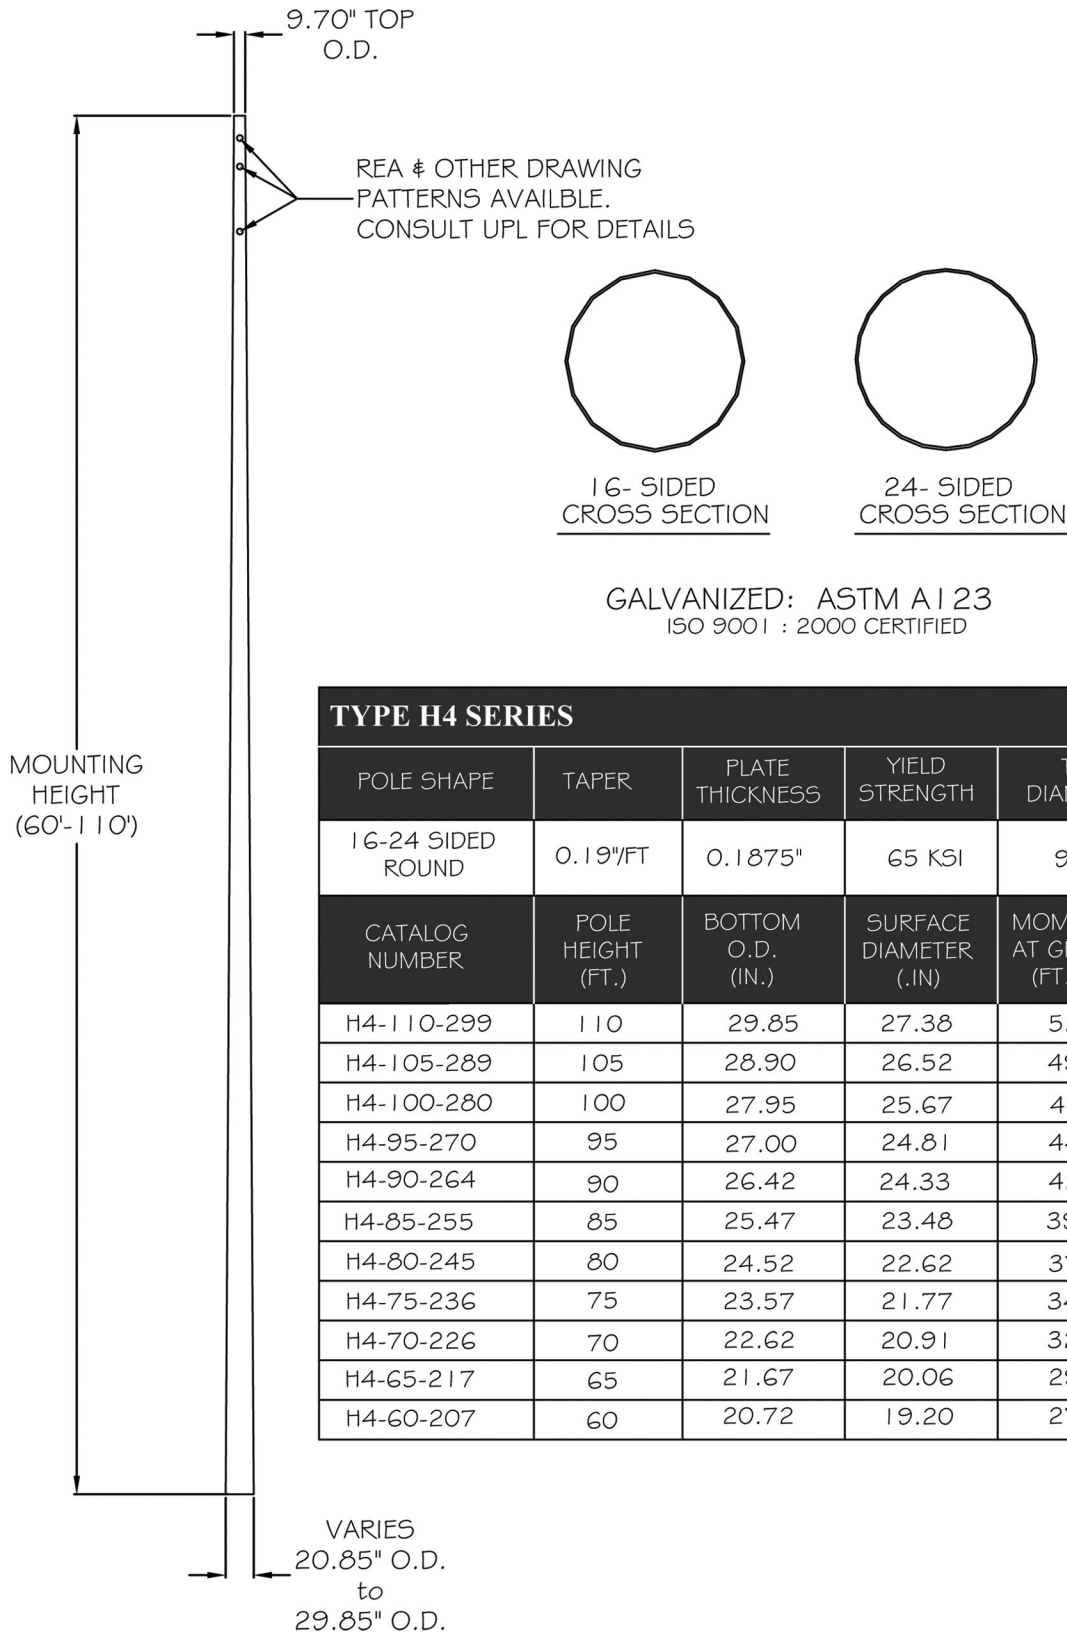 9.70" TOP
O.D.
REA & OTHER DRAWING
PATTERNS AVAILBLE.
CONSULT UPL FOR DETAILS
16- SIDED
CROSS SECTION
24- SIDED
CROSS SECTION
GALVANIZED: ASTM A123
ISO 9001 : 2000 CERTIFIED
MOUNTING
HEIGHT
(60'-110')
TYPE H4 SERIES
POLE SHAPE TAPER PLATE THICKNESS YIELD STRENGTH
16-24 SIDED ROUND 0.19"/FT 0.1875" 65 KSI
CATALOG NUMBER POLE HEIGHT (FT.) BOTTOM O.D. (IN.) SURFACE DIAMETER (.IN) AT
H4-110-299 110 29.85 27.38
H4-105-289 105 28.90 26.52
H4-100-280 100 27.95 25.67
H4-95-270 95 27.00 24.81
H4-90-264 90 26.42 24.33
H4-85-255 85 25.47 23.48
H4-80-245 80 24.52 22.62
H4-75-236 75 23.57 21.77
H4-70-226 70 22.62 20.91
H4-65-217 65 21.67 20.06
H4-60-207 60 20.72 19.20
VARIES
20.85" O.D.
to
29.85" O.D.